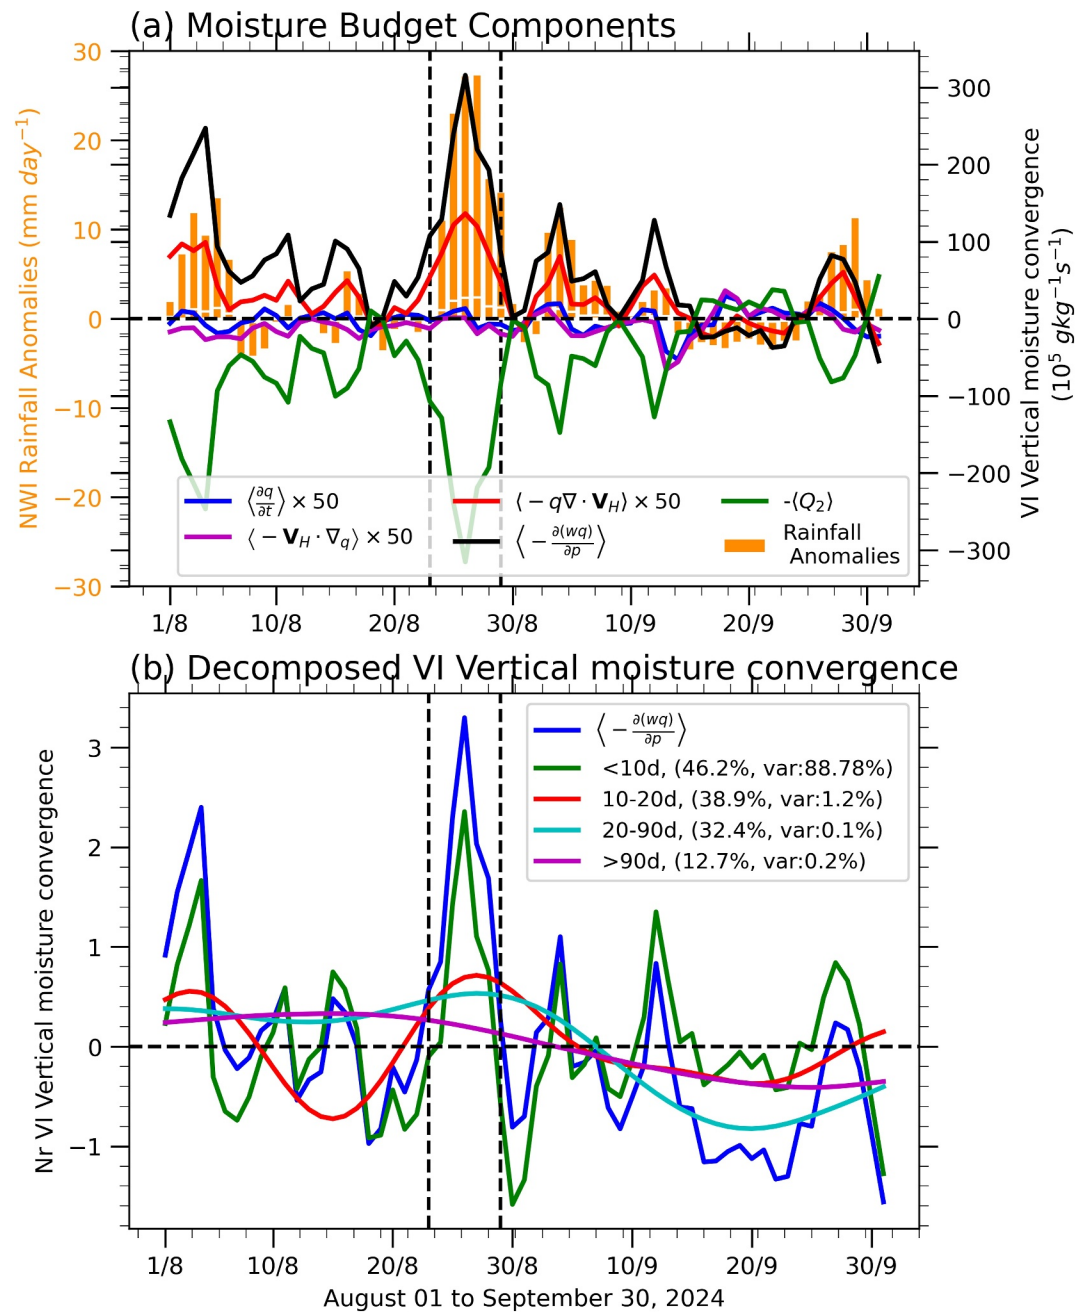 (a) Moisture Budget Components
30
20
10
0
−10
−20
−30
NWI Rainfall Anomalies (mm day⁻¹)
300
200
100
0
−100
−200
−300
VI Vertical moisture convergence
(10⁵ gkg⁻¹s⁻¹)
⟨∂q/∂t⟩ × 50
⟨−V_H · ∇_q⟩ × 50
⟨−q∇ · V_H⟩ × 50
⟨−∂(wq)/∂p⟩
-⟨Q₂⟩
Rainfall
Anomalies
1/8 10/8 20/8 30/8 10/9 20/9 30/9
(b) Decomposed VI Vertical moisture convergence
3
2
1
0
−1
Nr VI Vertical moisture convergence
⟨−∂(wq)/∂p⟩
<10d, (46.2%, var:88.78%)
10-20d, (38.9%, var:1.2%)
20-90d, (32.4%, var:0.1%)
>90d, (12.7%, var:0.2%)
1/8 10/8 20/8 30/8 10/9 20/9 30/9
August 01 to September 30, 2024